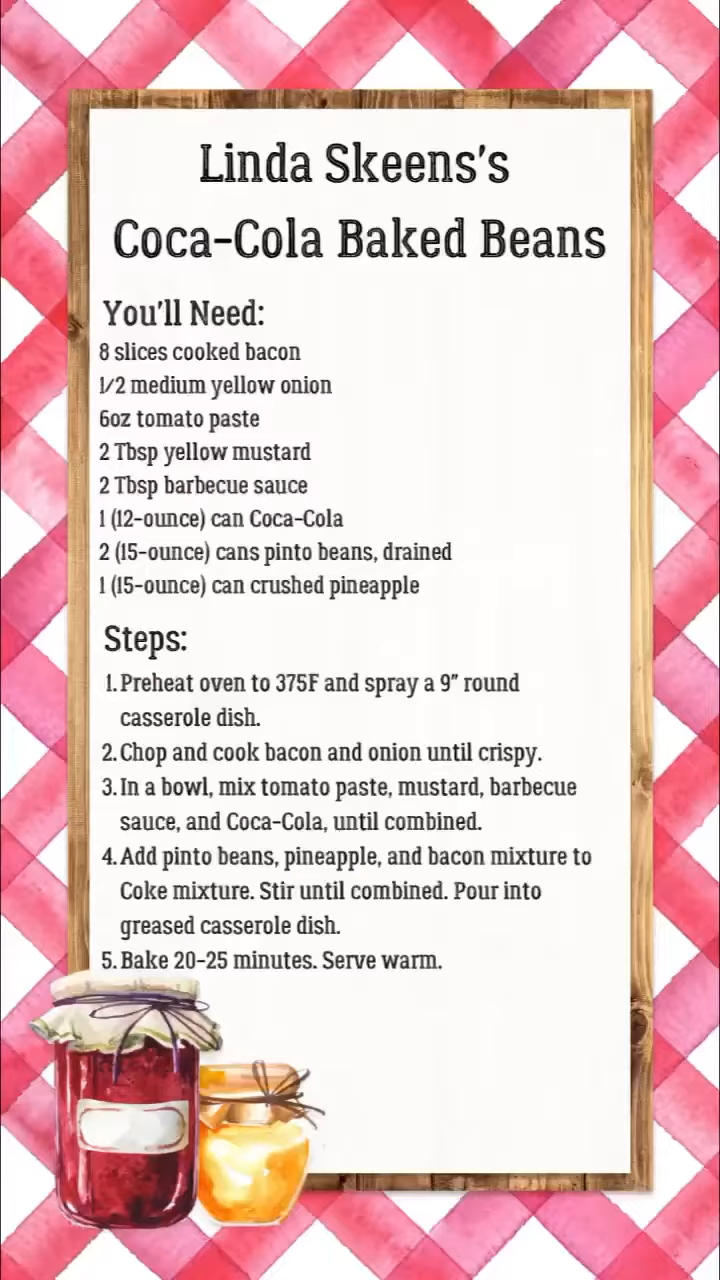 Linda Skeens's
Coca-Cola Baked Beans
You'll Need:
8 slices cooked bacon
1/2 medium yellow onion
6oz tomato paste
2 Tbsp yellow mustard
2 Tbsp barbecue sauce
1 (12-ounce) can Coca-Cola
2 (15-ounce) cans pinto beans, drained
1 (15-ounce) can crushed pineapple
Steps:
1. Preheat oven to 375F and spray a 9" round
casserole dish.
2. Chop and cook bacon and onion until crispy.
3. In a bowl, mix tomato paste, mustard, barbecue
sauce, and Coca-Cola, until combined.
4. Add pinto beans, pineapple, and bacon mixture to
Coke mixture. Stir until combined. Pour into
greased casserole dish.
5. Bake 20-25 minutes. Serve warm.